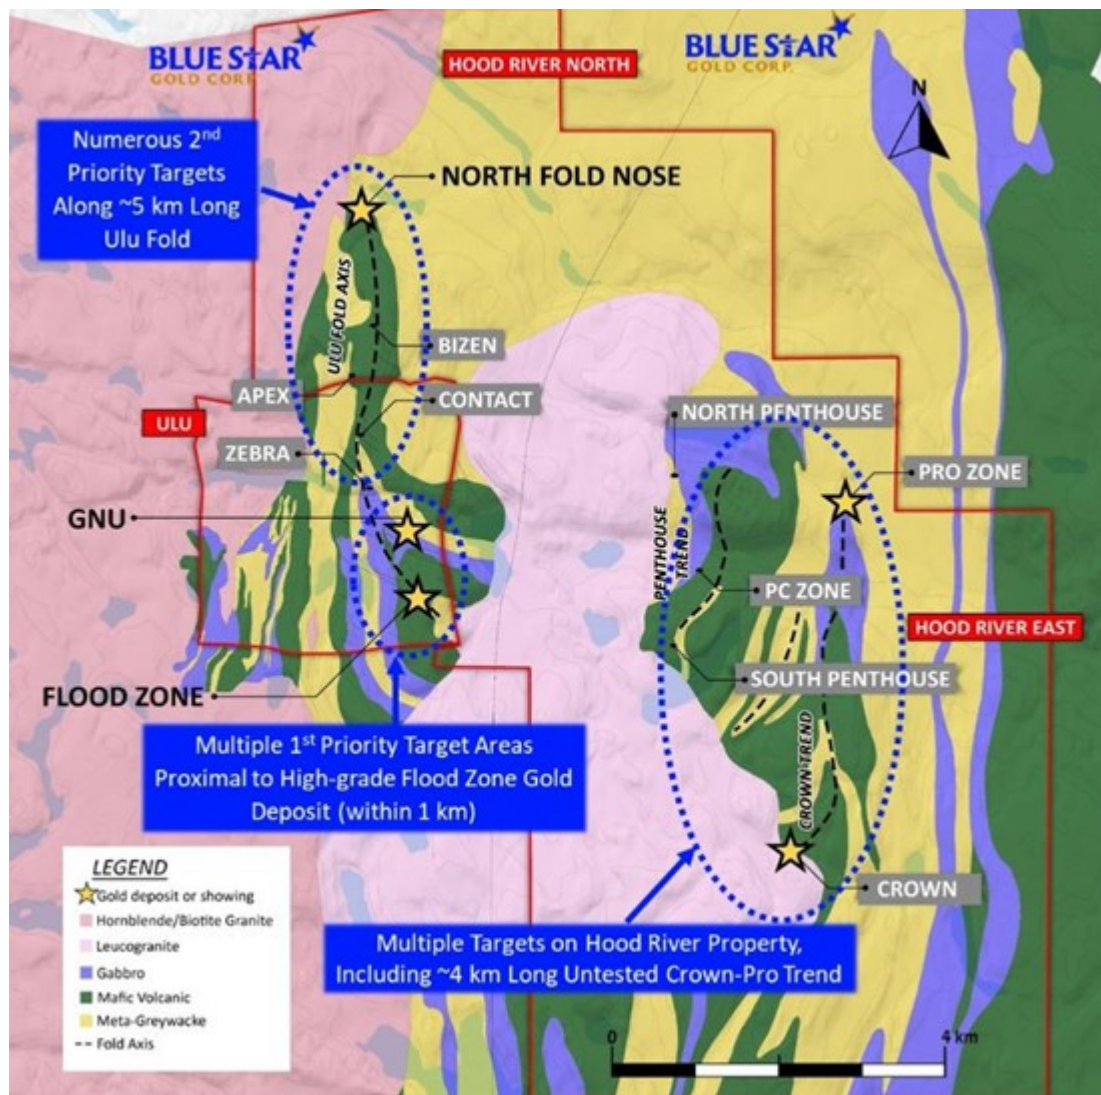 BLUE STAR
GOLD CORP.
BLUE STAR
GOLD CORP.
HOOD RIVER NORTH
N
Numerous 2nd
Priority Targets
Along ~5 km Long
Ulu Fold
NORTH FOLD NOSE
ULU FOLD AXIS
BIZEN
APEX
CONTACT
ULU
NORTH PENTHOUSE
ZEBRA
PRO ZONE
GNU
PENTHOUSE
TREND
PC ZONE
HOOD RIVER EAST
SOUTH PENTHOUSE
FLOOD ZONE
CROWN TREND
Multiple 1st Priority Target Areas
Proximal to High-grade Flood Zone Gold
Deposit (within 1 km)
CROWN
LEGEND
Gold deposit or showing
Hornblende/Biotite Granite
Leucogranite
Gabbro
Mafic Volcanic
Meta-Greywacke
Fold Axis
Multiple Targets on Hood River Property,
Including ~4 km Long Untested Crown-Pro Trend
0 4 km